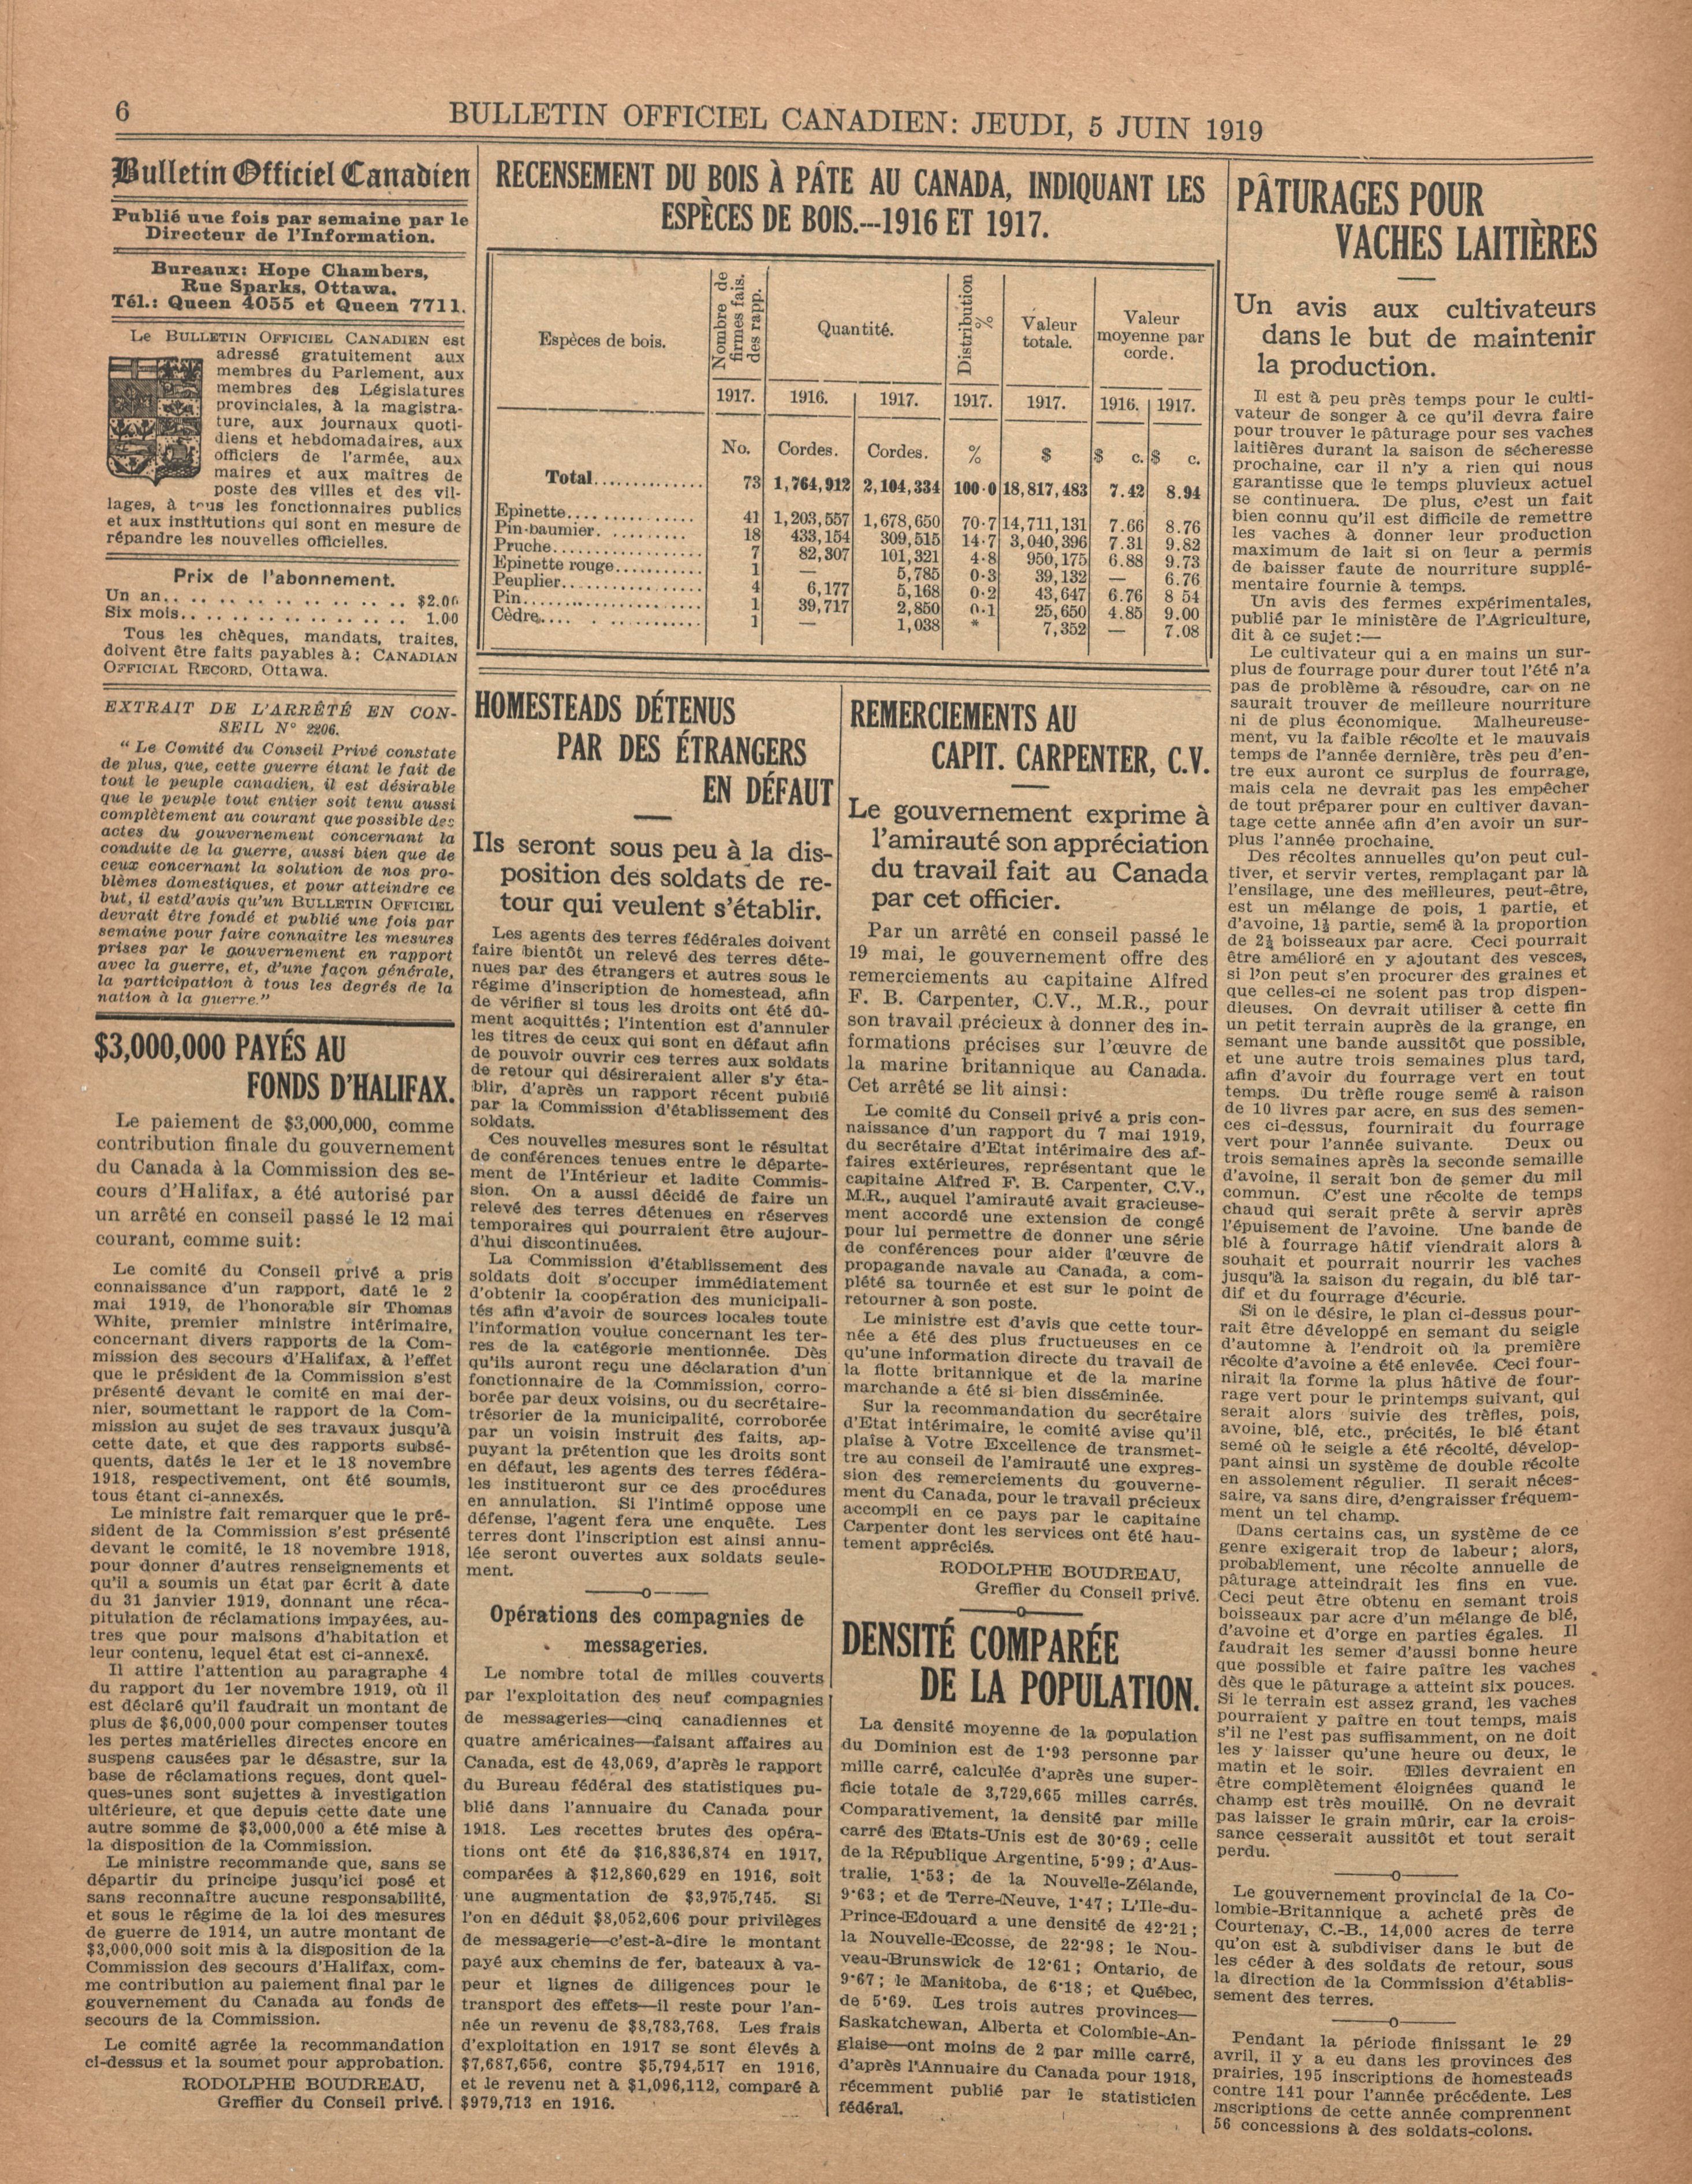 6
BULLETIN OFFICIEL CANADIEN: JEUDI, 5 JUIN 1919
Bulletin Officiel Canadien
Publié une fois par semaine par le
Directeur de l'Information.
Bureaux: Hope Chambers,
Rue Sparks, Ottawa.
Tél.: Queen 4055 et Queen 7711.
Le BULLETIN OFFICIEL CANADIEN est
adressé gratuitement aux
membres du Parlement, aux
membres des Législatures
provinciales, à la magistra-
ture, aux journaux quoti-
diens et hebdomadaires, aux
officiers de l'armée, aux
maires et aux maîtres de
poste des villes et des vil-
lages, à tous les fonctionnaires publics
et aux institutions qui sont en mesure de
répandre les nouvelles officielles.
Prix de l'abonnement.
Un an.. .. .. .. .. .. .. .. .. .. $2.00
Six mois.. .. .. .. .. .. .. .. .. 1.00
Tous les chèques, mandats, traites,
doivent être faits payables à: CANADIAN
OFFICIAL RECORD, Ottawa.
EXTRAIT DE L'ARRÊTÉ EN CON-
SEIL N° 2206.
"Le Comité du Conseil Privé constate
de plus, que, cette guerre étant le fait de
tout le peuple canadien, il est désirable
que le peuple tout entier soit tenu aussi
complètement au courant que possible des
actes du gouvernement concernant la
conduite de la guerre, aussi bien que de
ceux concernant la solution de nos pro-
blèmes domestiques, et pour atteindre ce
but, il estd'avis qu'un BULLETIN OFFICIEL
devrait être fondé et publié une fois par
semaine pour faire connaître les mesures
prises par le gouvernement en rapport
avec la guerre, et, d'une façon générale,
la participation à tous les degrés de la
nation à la guerre."
$3,000,000 PAYÉS AU
FONDS D'HALIFAX.
Le paiement de $3,000,000, comme
contribution finale du gouvernement
du Canada à la Commission des se-
cours d'Halifax, a été autorisé par
un arrêté en conseil passé le 12 mai
courant, comme suit:
Le comité du Conseil privé a pris
connaissance d'un rapport, daté le 2
mai 1919, de l'honorable sir Thomas
White, premier ministre intérimaire,
concernant divers rapports de la Com-
mission des secours d'Halifax, à l'effet
que le président de la Commission s'est
présenté devant le comité en mai der-
nier, soumettant le rapport de la Com-
mission au sujet de ses travaux jusqu'à
cette date, et que des rapports subsé-
quents, datés le 1er et le 18 novembre
1918, respectivement, ont été soumis,
tous étant ci-annexés.
Le ministre fait remarquer que le pré-
sident de la Commission s'est présenté
devant le comité, le 18 novembre 1918,
pour donner d'autres renseignements et
qu'il a soumis un état par écrit à date
du 31 janvier 1919, donnant une réca-
pitulation de réclamations impayées, au-
tres que pour maisons d'habitation et
leur contenu, lequel état est ci-annexé.
Il attire l'attention au paragraphe 4
du rapport du 1er novembre 1919, où il
est déclaré qu'il faudrait un montant de
plus de $6,000,000 pour compenser toutes
les pertes matérielles directes encore en
suspens causées par le désastre, sur la
base de réclamations reçues, dont quel-
ques-unes sont sujettes à investigation
ultérieure, et que depuis cette date une
autre somme de $3,000,000 a été mise à
la disposition de la Commission.
Le ministre recommande que, sans se
départir du principe jusqu'ici posé et
sans reconnaître aucune responsabilité,
et sous le régime de la loi des mesures
de guerre de 1914, un autre montant de
$3,000,000 soit mis à la disposition de la
Commission des secours d'Halifax, com-
me contribution au paiement final par le
gouvernement du Canada au fonds de
secours de la Commission.
Le comité agrée la recommandation
ci-dessus et la soumet pour approbation.
RODOLPHE BOUDREAU,
Greffier du Conseil privé.
RECENSEMENT DU BOIS À PÂTE AU CANADA, INDIQUANT LES
ESPÈCES DE BOIS.---1916 ET 1917.
Espèces de bois. Nombre de firmes fais. des rapp. Quantité. Distribution % Valeur totale. Valeur moyenne par corde.
1917. 1916. 1917. 1917. 1917. 1916. 1917.
No. Cordes. Cordes. % $ $ c. $ c.
Total.............. 73 1,764,912 2,104,334 100·0 18,817,483 7.42 8.94
Epinette................ 41 1,203,557 1,678,650 70·7 14,711,131 7.66 8.76
Pin-baumier. .......... 18 433,154 309,515 14·7 3,040,396 7.31 9.82
Pruche.................. 7 82,307 101,321 4·8 950,175 6.88 9.73
Epinette rouge........... 1 — 5,785 0·3 39,132 — 6.76
Peuplier................. 4 6,177 5,168 0·2 43,647 6.76 8 54
Pin...................... 1 39,717 2,850 0·1 25,650 4.85 9.00
Cèdre.... . ............ 1 — 1,038 * 7,352 — 7.08
HOMESTEADS DÉTENUS
PAR DES ÉTRANGERS
EN DÉFAUT
Ils seront sous peu à la dis-
position des soldats de re-
tour qui veulent s'établir.
Les agents des terres fédérales doivent
faire bientôt un relevé des terres déte-
nues par des étrangers et autres sous le
régime d'inscription de homestead, afin
de vérifier si tous les droits ont été dû-
ment acquittés; l'intention est d'annuler
les titres de ceux qui sont en défaut afin
de pouvoir ouvrir ces terres aux soldats
de retour qui désireraient aller s'y éta-
blir, d'après un rapport récent publié
par la Commission d'établissement des
soldats.
Ces nouvelles mesures sont le résultat
de conférences tenues entre le départe-
ment de l'Intérieur et ladite Commis-
sion. On a aussi décidé de faire un
relevé des terres détenues en réserves
temporaires qui pourraient être aujour-
d'hui discontinuées.
La Commission d'établissement des
soldats doit s'occuper immédiatement
d'obtenir la coopération des municipali-
tés afin d'avoir de sources locales toute
l'information voulue concernant les ter-
res de la catégorie mentionnée. Dès
qu'ils auront reçu une déclaration d'un
fonctionnaire de la Commission, corro-
borée par deux voisins, ou du secrétaire-
trésorier de la municipalité, corroborée
par un voisin instruit des faits, ap-
puyant la prétention que les droits sont
en défaut, les agents des terres fédéra-
les institueront sur ce des procédures
en annulation. Si l'intimé oppose une
défense, l'agent fera une enquête. Les
terres dont l'inscription est ainsi annu-
lée seront ouvertes aux soldats seule-
ment.
Opérations des compagnies de
messageries.
Le nombre total de milles couverts
par l'exploitation des neuf compagnies
de messageries—cinq canadiennes et
quatre américaines—faisant affaires au
Canada, est de 43,069, d'après le rapport
du Bureau fédéral des statistiques pu-
blié dans l'annuaire du Canada pour
1918. Les recettes brutes des opéra-
tions ont été de $16,836,874 en 1917,
comparées à $12,860,629 en 1916, soit
une augmentation de $3,975,745. Si
l'on en déduit $8,052,606 pour privilèges
de messagerie—c'est-à-dire le montant
payé aux chemins de fer, bateaux à va-
peur et lignes de diligences pour le
transport des effets—il reste pour l'an-
née un revenu de $8,783,768. Les frais
d'exploitation en 1917 se sont élevés à
$7,687,656, contre $5,794,517 en 1916,
et le revenu net à $1,096,112, comparé à
$979,713 en 1916.
REMERCIEMENTS AU
CAPIT. CARPENTER, C.V.
Le gouvernement exprime à
l'amirauté son appréciation
du travail fait au Canada
par cet officier.
Par un arrêté en conseil passé le
19 mai, le gouvernement offre des
remerciements au capitaine Alfred
F. B. Carpenter, C.V., M.R., pour
son travail précieux à donner des in-
formations précises sur l'œuvre de
la marine britannique au Canada.
Cet arrêté se lit ainsi:
Le comité du Conseil privé a pris con-
naissance d'un rapport du 7 mai 1919,
du secrétaire d'Etat intérimaire des af-
faires extérieures, représentant que le
capitaine Alfred F. B. Carpenter, C.V.,
M.R., auquel l'amirauté avait gracieuse-
ment accordé une extension de congé
pour lui permettre de donner une série
de conférences pour aider l'œuvre de
propagande navale au Canada, a com-
plété sa tournée et est sur le point de
retourner à son poste.
Le ministre est d'avis que cette tour-
née a été des plus fructueuses en ce
qu'une information directe du travail de
la flotte britannique et de la marine
marchande a été si bien disséminée.
Sur la recommandation du secrétaire
d'Etat intérimaire, le comité avise qu'il
plaise à Votre Excellence de transmet-
tre au conseil de l'amirauté une expres-
sion des remerciements du gouverne-
ment du Canada, pour le travail précieux
accompli en ce pays par le capitaine
Carpenter dont les services ont été hau-
tement appréciés.
RODOLPHE BOUDREAU,
Greffier du Conseil privé.
DENSITÉ COMPARÉE
DE LA POPULATION.
La densité moyenne de la population
du Dominion est de 1·93 personne par
mille carré, calculée d'après une super-
ficie totale de 3,729,665 milles carrés.
Comparativement, la densité par mille
carré des Etats-Unis est de 30·69; celle
de la République Argentine, 5·99; d'Aus-
tralie, 1·53; de la Nouvelle-Zélande,
9·63; et de Terre-Neuve, 1·47; L'Ile-du-
Prince-Edouard a une densité de 42·21;
la Nouvelle-Ecosse, de 22·98; le Nou-
veau-Brunswick de 12·61; Ontario, de
9·67; le Manitoba, de 6·18; et Québec,
de 5·69. Les trois autres provinces—
Saskatchewan, Alberta et Colombie-An-
glaise—ont moins de 2 par mille carré,
d'après l'Annuaire du Canada pour 1918,
récemment publié par le statisticien
fédéral.
PÂTURAGES POUR
VACHES LAITIÈRES
Un avis aux cultivateurs
dans le but de maintenir
la production.
Il est à peu près temps pour le culti-
vateur de songer à ce qu'il devra faire
pour trouver le pâturage pour ses vaches
laitières durant la saison de sécheresse
prochaine, car il n'y a rien qui nous
garantisse que le temps pluvieux actuel
se continuera. De plus, c'est un fait
bien connu qu'il est difficile de remettre
les vaches à donner leur production
maximum de lait si on leur a permis
de baisser faute de nourriture supplé-
mentaire fournie à temps.
Un avis des fermes expérimentales,
publié par le ministère de l'Agriculture,
dit à ce sujet:—
Le cultivateur qui a en mains un sur-
plus de fourrage pour durer tout l'été n'a
pas de problème à résoudre, car on ne
saurait trouver de meilleure nourriture
ni de plus économique. Malheureuse-
ment, vu la faible récolte et le mauvais
temps de l'année dernière, très peu d'en-
tre eux auront ce surplus de fourrage,
mais cela ne devrait pas les empêcher
de tout préparer pour en cultiver davan-
tage cette année afin d'en avoir un sur-
plus l'année prochaine.
Des récoltes annuelles qu'on peut cul-
tiver, et servir vertes, remplaçant par là
l'ensilage, une des meilleures, peut-être,
est un mélange de pois, 1 partie, et
d'avoine, 1½ partie, semé à la proportion
de 2½ boisseaux par acre. Ceci pourrait
être amélioré en y ajoutant des vesces,
si l'on peut s'en procurer des graines et
que celles-ci ne soient pas trop dispen-
dieuses. On devrait utiliser à cette fin
un petit terrain auprès de la grange, en
semant une bande aussitôt que possible,
et une autre trois semaines plus tard,
afin d'avoir du fourrage vert en tout
temps. Du trèfle rouge semé à raison
de 10 livres par acre, en sus des semen-
ces ci-dessus, fournirait du fourrage
vert pour l'année suivante. Deux ou
trois semaines après la seconde semaille
d'avoine, il serait bon de semer du mil
commun. C'est une récolte de temps
chaud qui serait prête à servir après
l'épuisement de l'avoine. Une bande de
blé à fourrage hâtif viendrait alors à
souhait et pourrait nourrir les vaches
jusqu'à la saison du regain, du blé tar-
dif et du fourrage d'écurie.
Si on le désire, le plan ci-dessus pour-
rait être développé en semant du seigle
d'automne à l'endroit où la première
récolte d'avoine a été enlevée. Ceci four-
nirait la forme la plus hâtive de four-
rage vert pour le printemps suivant, qui
serait alors suivie des trèfles, pois,
avoine, blé, etc., précités, le blé étant
semé où le seigle a été récolté, dévelop-
pant ainsi un système de double récolte
en assolement régulier. Il serait néces-
saire, va sans dire, d'engraisser fréquem-
ment un tel champ.
Dans certains cas, un système de ce
genre exigerait trop de labeur; alors,
probablement, une récolte annuelle de
pâturage atteindrait les fins en vue.
Ceci peut être obtenu en semant trois
boisseaux par acre d'un mélange de blé,
d'avoine et d'orge en parties égales. Il
faudrait les semer d'aussi bonne heure
que possible et faire paître les vaches
dès que le pâturage a atteint six pouces.
Si le terrain est assez grand, les vaches
pourraient y paître en tout temps, mais
s'il ne l'est pas suffisamment, on ne doit
les y laisser qu'une heure ou deux, le
matin et le soir. Elles devraient en
être complètement éloignées quand le
champ est très mouillé. On ne devrait
pas laisser le grain mûrir, car la crois-
sance cesserait aussitôt et tout serait
perdu.
Le gouvernement provincial de la Co-
lombie-Britannique a acheté près de
Courtenay, C.-B., 14,000 acres de terre
qu'on est à subdiviser dans le but de
les céder à des soldats de retour, sous
la direction de la Commission d'établis-
sement des terres.
Pendant la période finissant le 29
avril, il y a eu dans les provinces des
prairies, 195 inscriptions de homesteads
contre 141 pour l'année précédente. Les
inscriptions de cette année comprennent
56 concessions à des soldats-colons.